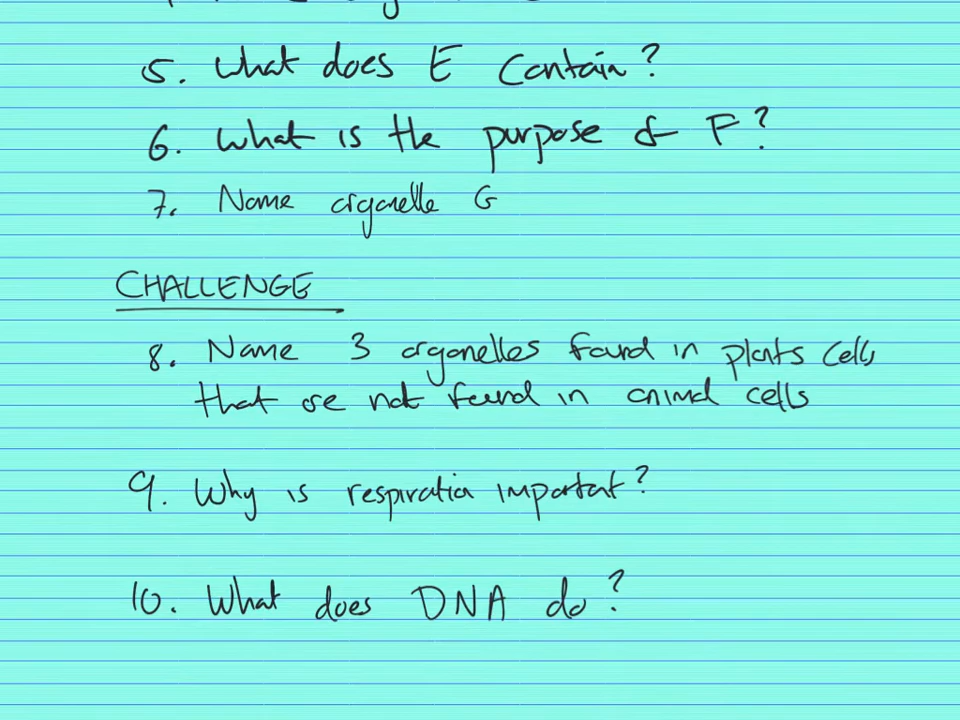 5. What does E contain?
6. What is the purpose of F?
7. Name organelle G
CHALLENGE
8. Name 3 organelles found in plants cells
that are not found in animal cells
9. Why is respiration important?
10. What does DNA do?